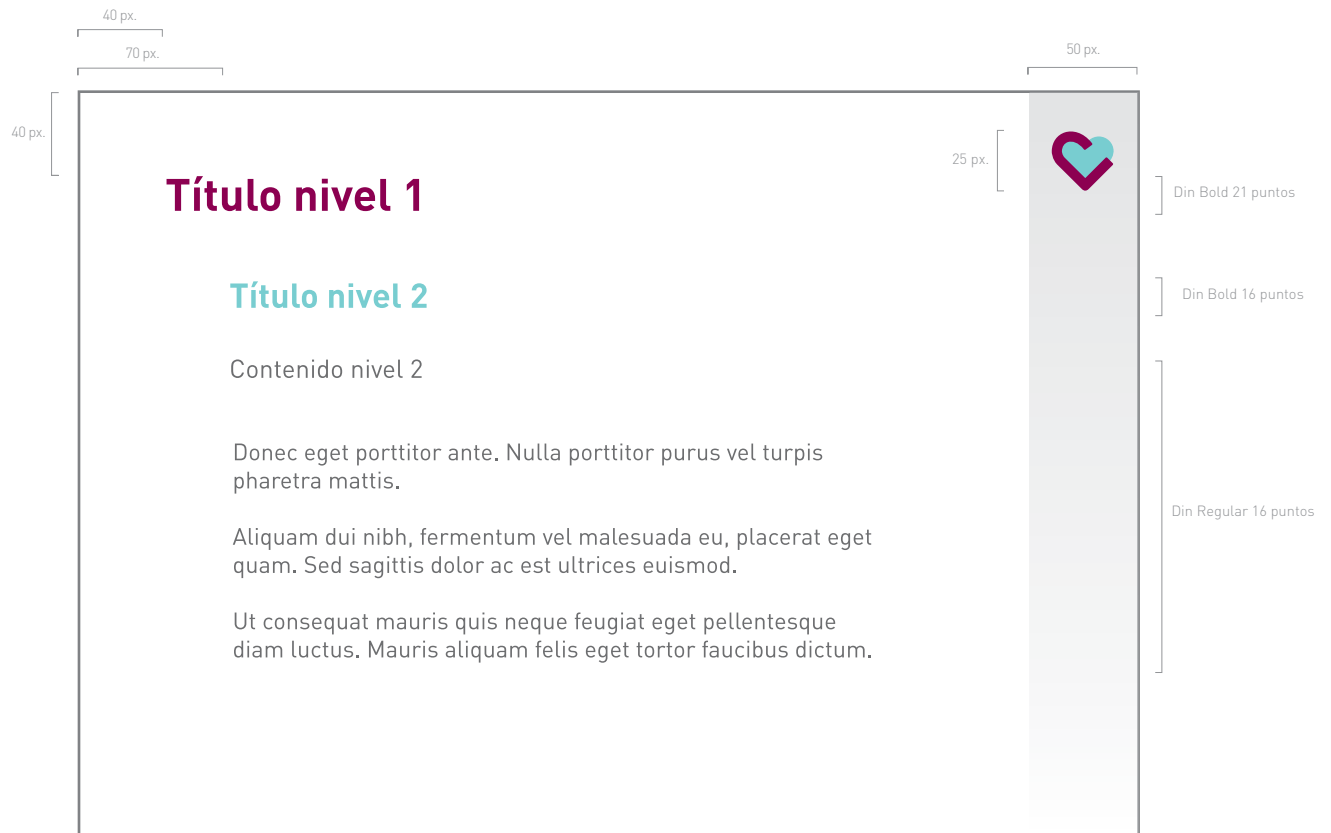 40 px.
70 px.
50 px.
40 px.
25 px.
Título nivel 1
Din Bold 21 puntos
Título nivel 2
Din Bold 16 puntos
Contenido nivel 2
Donec eget porttitor ante. Nulla porttitor purus vel turpis
pharetra mattis.
Din Regular 16 puntos
Aliquam dui nibh, fermentum vel malesuada eu, placerat eget
quam. Sed sagittis dolor ac est ultrices euismod.
Ut consequat mauris quis neque feugiat eget pellentesque
diam luctus. Mauris aliquam felis eget tortor faucibus dictum.